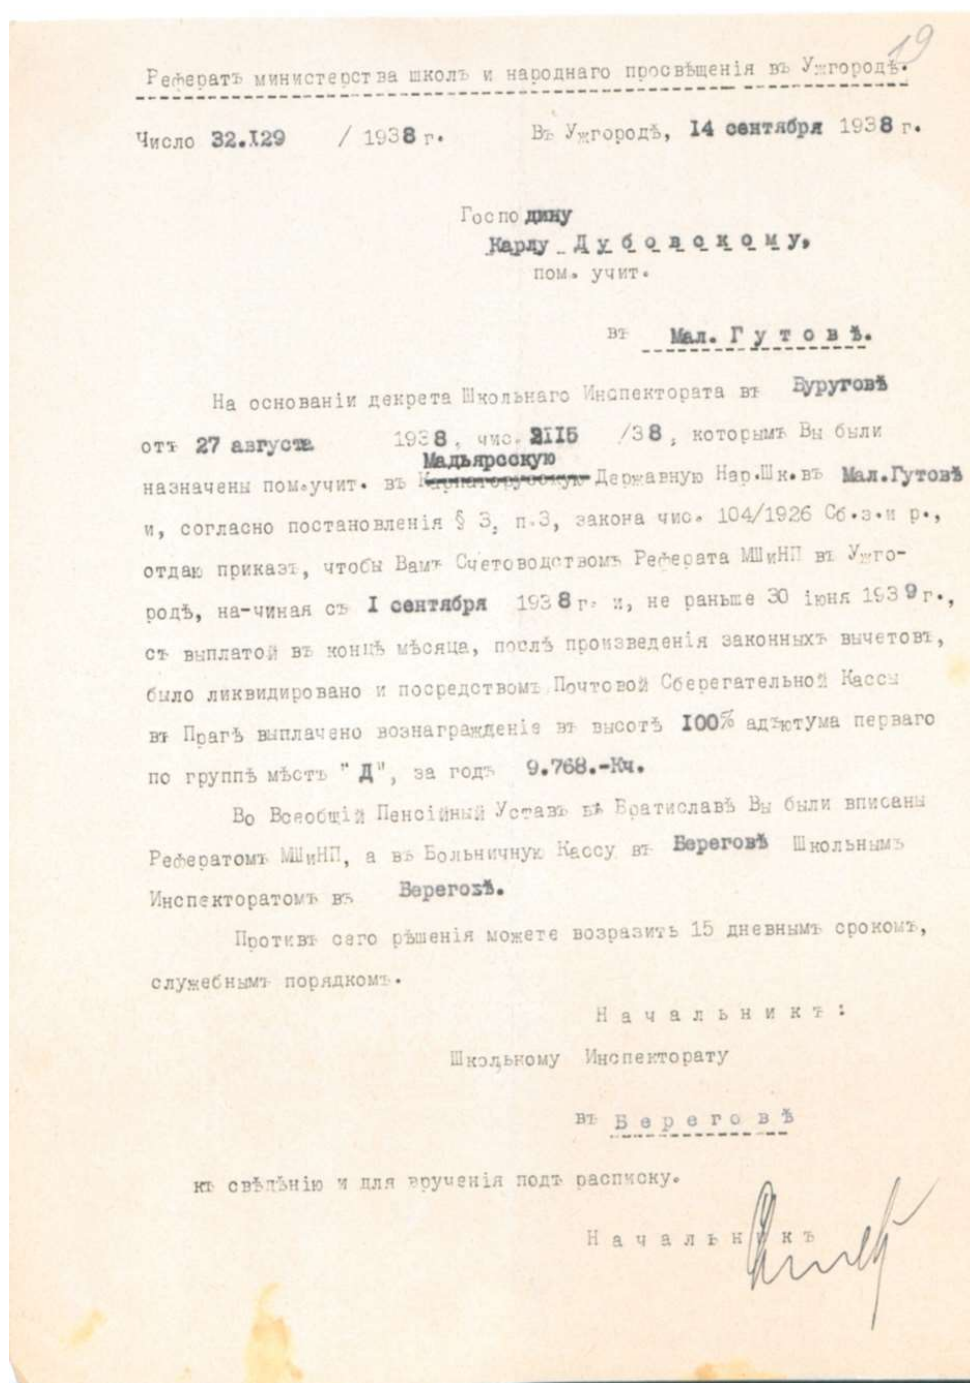 19
Рефератъ министерства школъ и народнаго просвѣщенія въ Ужгородѣ.
Число 32.I29 / 1938 г. Въ Ужгородѣ, 14 сентября 1938 г.
Господину
Карлу Дубовскому,
пом. учит.
въ Мал. Гутовѣ.
На основаніи декрета Школьнаго Инспектората въ Буруговѣ
отъ 27 августа 1938, чис. 2II5 /38, которымъ Вы были
Мадьярсскую
назначены пом.учит. въ Карпаторусскую Державную Нар.Шк.въ Мал.Гутовѣ
и, согласно постановленія § 3, п.3, закона чис. 104/1926 Сб.з.и р.,
отдаю приказъ, чтобы Вамъ Счетоводствомъ Реферата МШиНП въ Ужго-
родѣ, на-чиная съ I сентября 1938 г. и, не раньше 30 іюня 1939 г.,
съ выплатой въ концѣ мѣсяца, послѣ произведенія законныхъ вычетовъ,
было ликвидировано и посредствомъ Почтовой Сберегательной Кассы
въ Прагѣ выплачено вознагражденіе въ высотѣ I00% адъютума перваго
по группѣ мѣстъ "Д", за годъ 9.768.-Кч.
Во Всеобщій Пенсійный Уставъ въ Братиславѣ Вы были вписаны
Рефератомъ МШиНП, а въ Больничную Кассу въ Береговѣ Школьнымъ
Инспекторатомъ въ Береговѣ.
Противъ сего рѣшенія можете возразить 15 дневнымъ срокомъ,
служебнымъ порядкомъ.
Начальникъ:
Школькому Инспекторату
въ Береговѣ
къ свѣдѣнію и для врученія подъ расписку.
Начальникъ